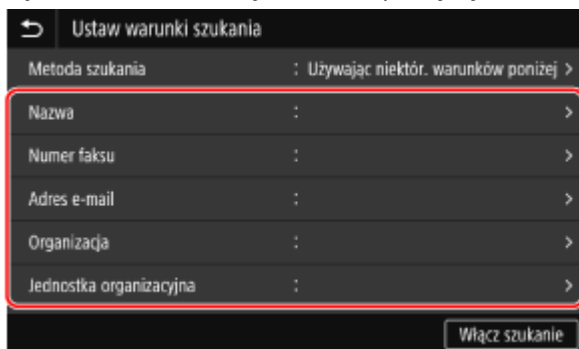 Ustaw warunki szukania
Metoda szukania : Używając niektór. warunków poniżej >
Nazwa : >
Numer faksu : >
Adres e-mail : >
Organizacja : >
Jednostka organizacyjna : >
Włącz szukanie